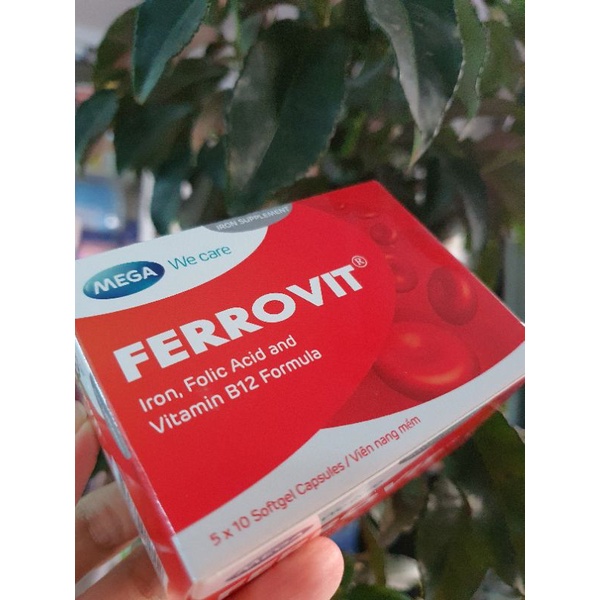 IRON SUPPLEMENT
MEGA We care
FERROVIT®
Iron, Folic Acid and
Vitamin B12 Formula
5 x 10 Softgel Capsules / Viên nang mềm